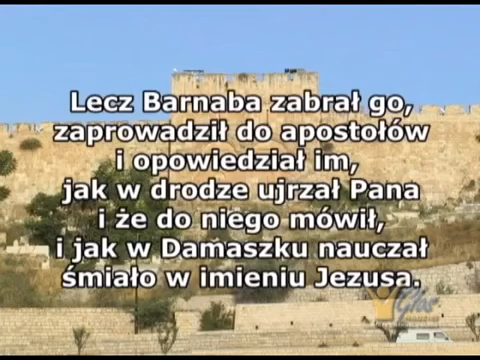 Lecz Barnaba zabrał go,
zaprowadził do apostołów
i opowiedział im,
jak w drodze ujrzał Pana
i że do niego mówił,
i jak w Damaszku nauczał
śmiało w imieniu Jezusa.
Głos